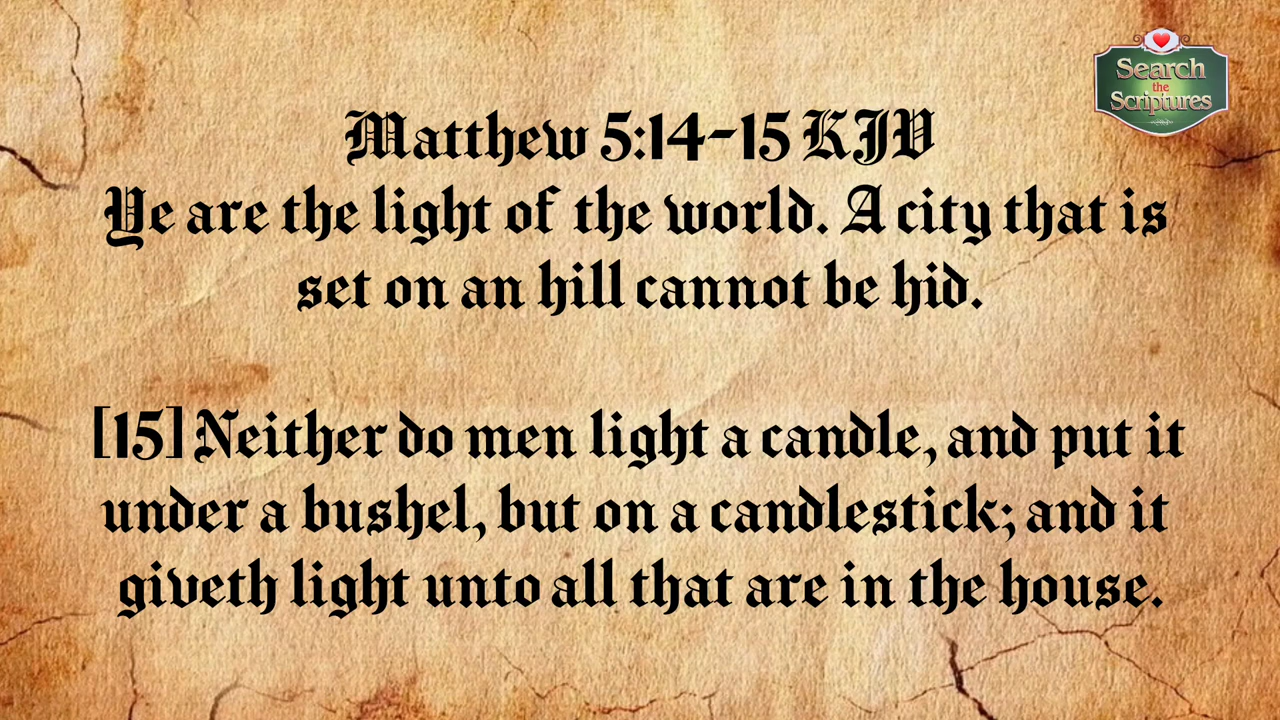 Search
the
Scriptures
Matthew 5:14-15 KJV
Ye are the light of the world. A city that is
set on an hill cannot be hid.
[15] Neither do men light a candle, and put it
under a bushel, but on a candlestick; and it
giveth light unto all that are in the house.